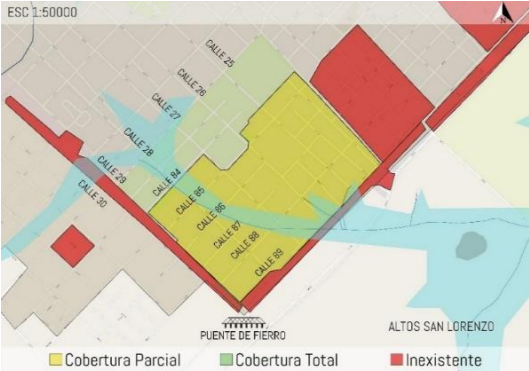 ESC 1:50000
N
CALLE 25
CALLE 26
CALLE 27
CALLE 28
CALLE 29
CALLE 30
CALLE 84
CALLE 85
CALLE 86
CALLE 87
CALLE 88
CALLE 89
PUENTE DE FIERRO
ALTOS SAN LORENZO
Cobertura Parcial
Cobertura Total
Inexistente